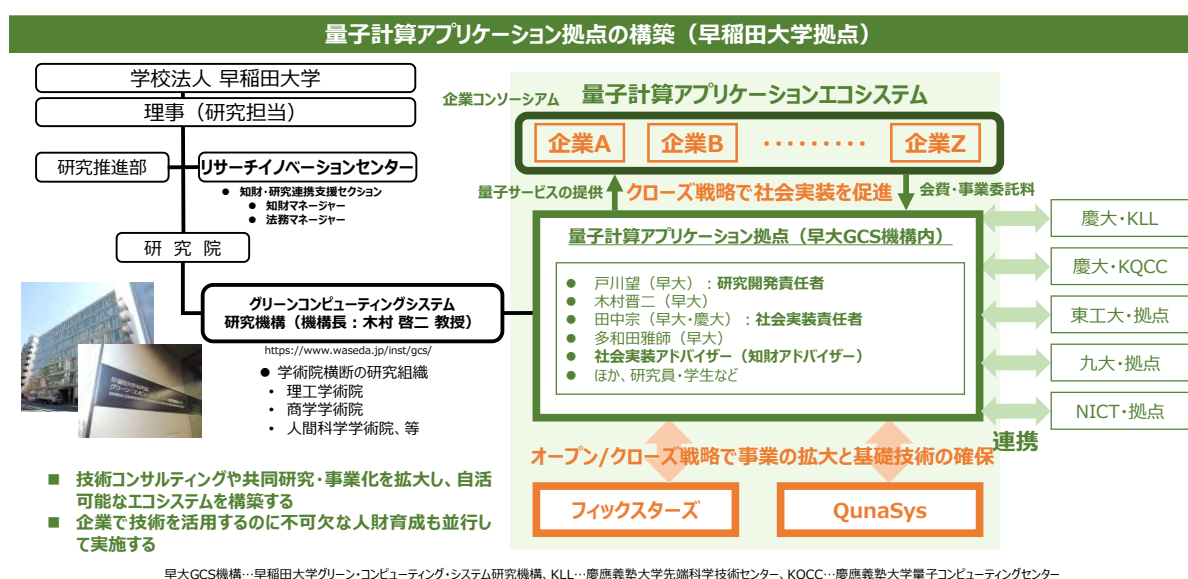 量子計算アプリケーション拠点の構築（早稲田大学拠点）
学校法人 早稲田大学
理事（研究担当）
研究推進部
リサーチイノベーションセンター
● 知財・研究連携支援セクション
● 知財マネージャー
● 法務マネージャー
研 究 院
グリーンコンピューティングシステム
研究機構（機構長：木村 啓二 教授）
https://www.waseda.jp/inst/gcs/
● 学術院横断の研究組織
・ 理工学術院
・ 商学学術院
・ 人間科学学術院、等
企業コンソーシアム
量子計算アプリケーションエコシステム
企業A 企業B ・・・・・・・・・ 企業Z
量子サービスの提供
クローズ戦略で社会実装を促進
会費・事業委託料
量子計算アプリケーション拠点（早大GCS機構内）
● 戸川望（早大）：研究開発責任者
● 木村晋二（早大）
● 田中宗（早大・慶大）：社会実装責任者
● 多和田雅師（早大）
● 社会実装アドバイザー（知財アドバイザー）
● ほか、研究員・学生など
慶大・KLL
慶大・KQCC
東工大・拠点
九大・拠点
NICT・拠点
連携
オープン/クローズ戦略で事業の拡大と基礎技術の確保
フィックスターズ
QunaSys
■ 技術コンサルティングや共同研究・事業化を拡大し、自活
可能なエコシステムを構築する
■ 企業で技術を活用するのに不可欠な人財育成も並行し
て実施する
早大GCS機構…早稲田大学グリーン・コンピューティング・システム研究機構、KLL…慶應義塾大学先端科学技術センター、KQCC…慶應義塾大学量子コンピューティングセンター